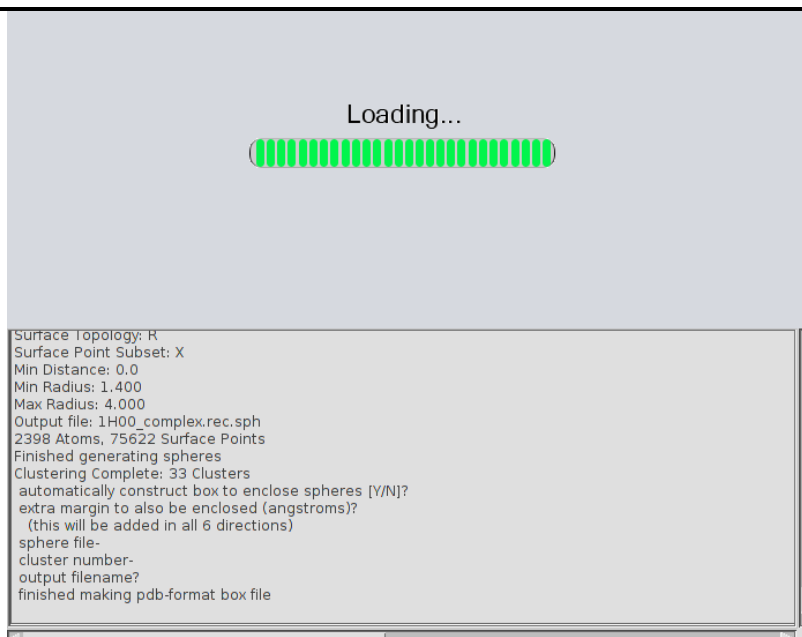 Loading...
Surface Topology: R
Surface Point Subset: X
Min Distance: 0.0
Min Radius: 1.400
Max Radius: 4.000
Output file: 1H00_complex.rec.sph
2398 Atoms, 75622 Surface Points
Finished generating spheres
Clustering Complete: 33 Clusters
automatically construct box to enclose spheres [Y/N]?
extra margin to also be enclosed (angstroms)?
(this will be added in all 6 directions)
sphere file-
cluster number-
output filename?
finished making pdb-format box file